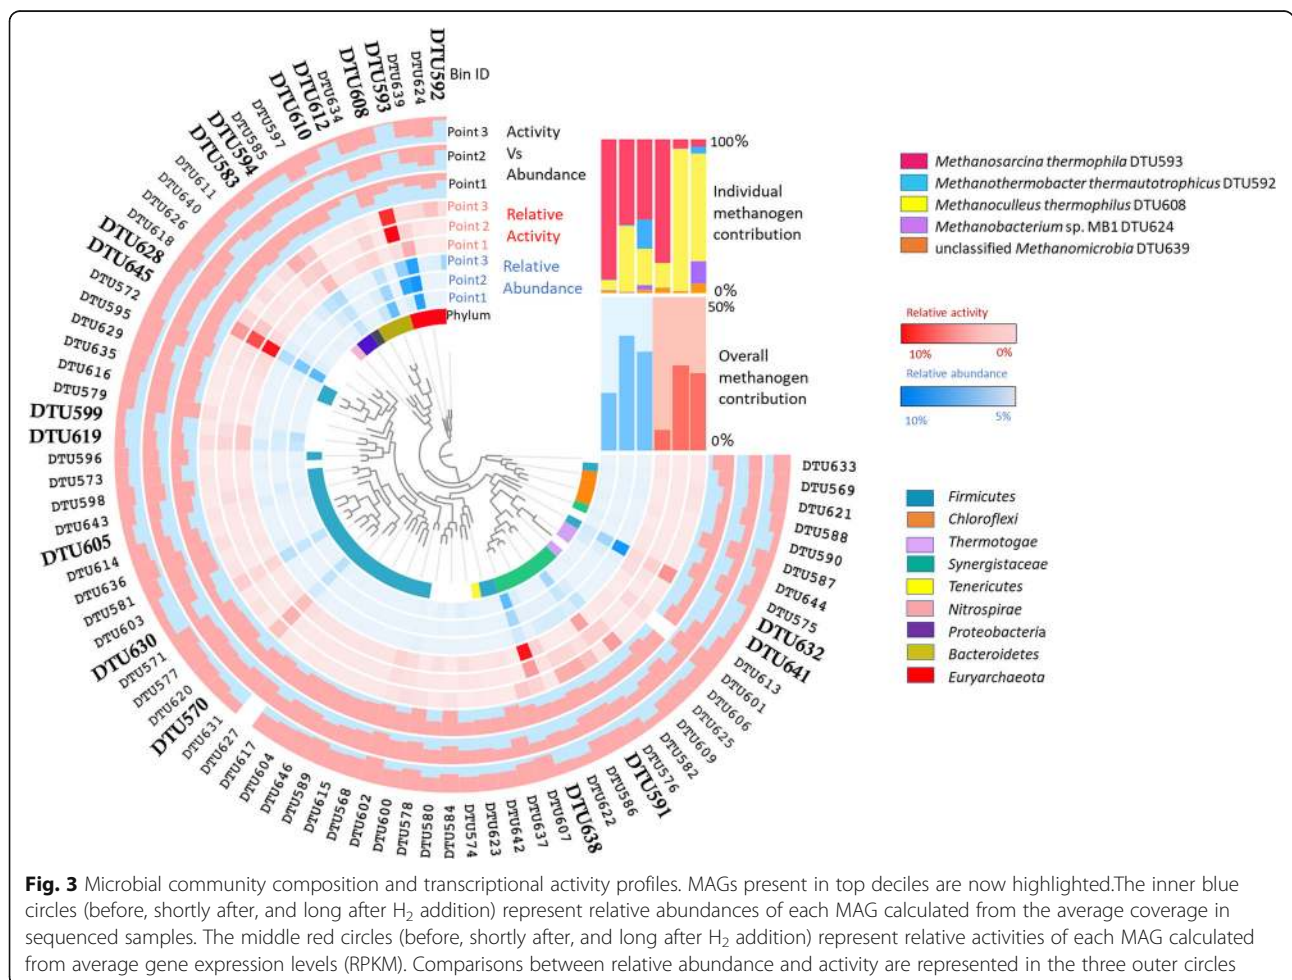 DTU592
DTU624
DTU639
DTU593
DTU608
DTU634
DTU612
DTU610
DTU597
DTU585
DTU594
DTU583
DTU611
DTU640
DTU626
DTU618
DTU628
DTU645
DTU572
DTU595
DTU629
DTU635
DTU616
DTU579
DTU599
DTU619
DTU596
DTU573
DTU598
DTU643
DTU605
DTU614
DTU636
DTU581
DTU603
DTU630
DTU571
DTU577
DTU620
DTU570
DTU631
DTU627
DTU617
DTU604
DTU646
DTU589
DTU615
DTU568
DTU602
DTU600
DTU578
DTU580
DTU584
DTU574
DTU623
DTU642
DTU637
DTU607
DTU638
DTU622
DTU586
DTU591
DTU576
DTU582
DTU609
DTU625
DTU606
DTU601
DTU613
DTU641
DTU632
DTU575
DTU644
DTU587
DTU590
DTU588
DTU621
DTU569
DTU633
Bin ID
Point 3
Point2
Point1
Activity
Vs
Abundance
Point 3
Point 2
Point 1
Relative
Activity
Point3
Point2
Point1
Relative
Abundance
Phylum
100%
Individual
methanogen
contribution
0%
50%
Overall
methanogen
contribution
0%
Methanosarcina thermophila DTU593
Methanothermobacter thermautotrophicus DTU592
Methanoculleus thermophilus DTU608
Methanobacterium sp. MB1 DTU624
unclassified Methanomicrobia DTU639
Relative activity
10% 0%
Relative abundance
10% 5%
Firmicutes
Chloroflexi
Thermotogae
Synergistaceae
Tenericutes
Nitrospirae
Proteobacteria
Bacteroidetes
Euryarchaeota
Fig. 3 Microbial community composition and transcriptional activity profiles. MAGs present in top deciles are now highlighted.The inner blue
circles (before, shortly after, and long after H₂ addition) represent relative abundances of each MAG calculated from the average coverage in
sequenced samples. The middle red circles (before, shortly after, and long after H₂ addition) represent relative activities of each MAG calculated
from average gene expression levels (RPKM). Comparisons between relative abundance and activity are represented in the three outer circles